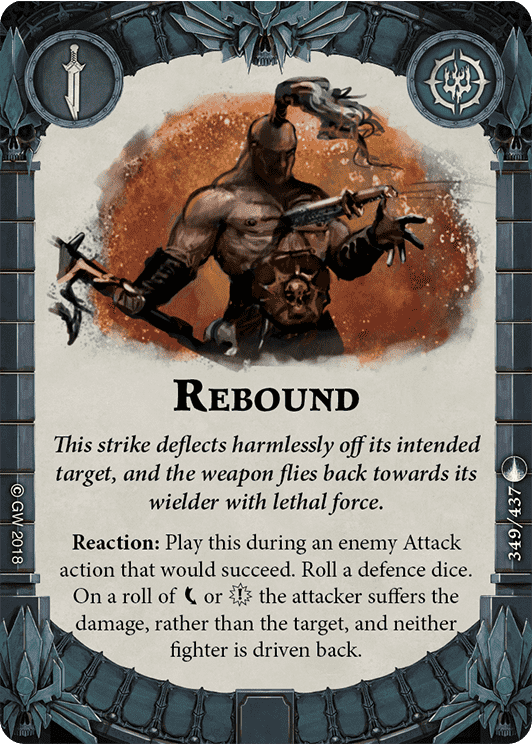 REBOUND
This strike deflects harmlessly off its intended
target, and the weapon flies back towards its
wielder with lethal force.
Reaction: Play this during an enemy Attack
action that would succeed. Roll a defence dice.
On a roll of or the attacker suffers the
damage, rather than the target, and neither
fighter is driven back.
© GW 2018
349/437